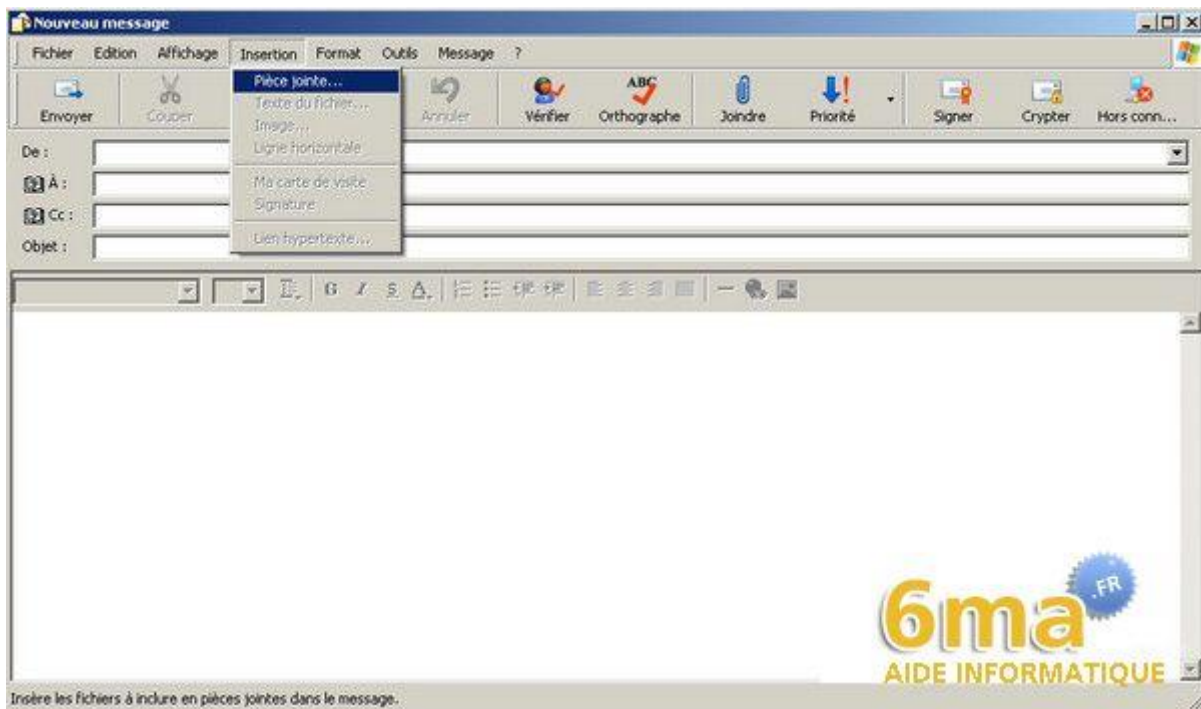 Nouveau message
Fichier Edition Affichage Insertion Format Outils Message ?
Pièce jointe...
Texte du fichier...
Image...
Ligne horizontale
Ma carte de visite
Signature
Lien hypertexte...
Envoyer Couper Annuler Vérifier Orthographe Joindre Priorité Signer Crypter Hors conn...
ABC
De :
À :
Cc :
Objet :
G I S A
6ma .FR
AIDE INFORMATIQUE
Insère les fichiers à inclure en pièces jointes dans le message.